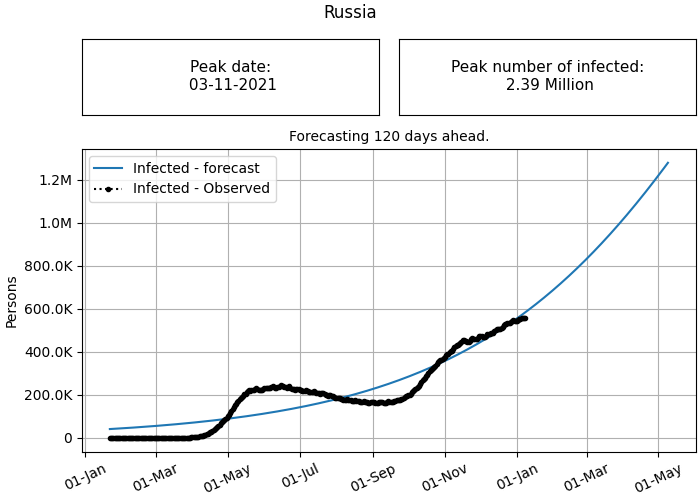 Russia
Peak date:
03-11-2021
Peak number of infected:
2.39 Million
Forecasting 120 days ahead.
Infected - forecast
Infected - Observed
Persons
1.2M
1.0M
800.0K
600.0K
400.0K
200.0K
0
01-Jan
01-Mar
01-May
01-Jul
01-Sep
01-Nov
01-Jan
01-Mar
01-May